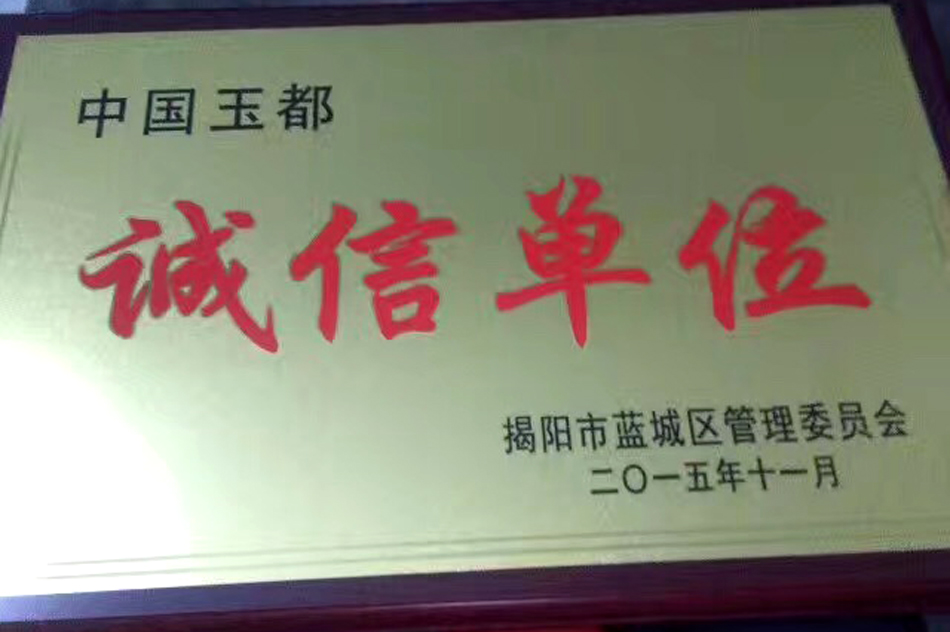 中国玉都
诚信单位
揭阳市蓝城区管理委员会
二〇一五年十一月